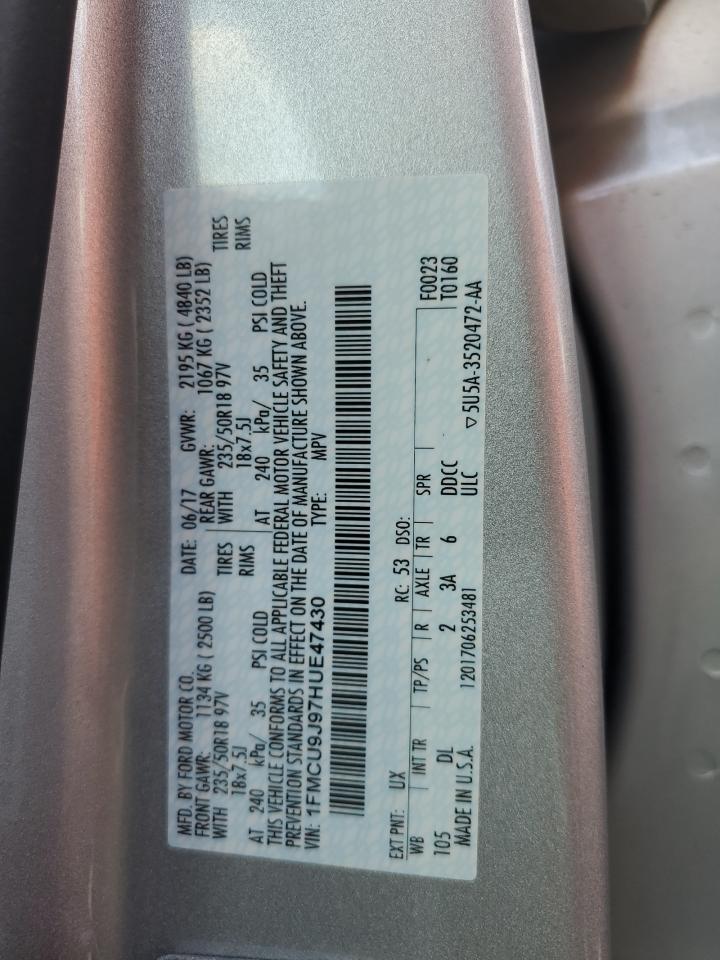 MFD. BY FORD MOTOR CO. DATE: 06/17 GVWR: 2195 KG ( 4840 LB)
FRONT GAWR: 1134 KG ( 2500 LB) REAR GAWR: 1067 KG ( 2352 LB)
WITH 235/50R18 97V TIRES WITH 235/50R18 97V TIRES
18x7.5J RIMS 18x7.5J RIMS
AT 240 kPa/ 35 PSI COLD AT 240 kPa/ 35 PSI COLD
THIS VEHICLE CONFORMS TO ALL APPLICABLE FEDERAL MOTOR VEHICLE SAFETY AND THEFT
PREVENTION STANDARDS IN EFFECT ON THE DATE OF MANUFACTURE SHOWN ABOVE.
VIN: 1FMCU9J97HUE47430 TYPE: MPV
EXT PNT: UX RC: 53 DSO: F0023
WB INT TR TP/PS R AXLE TR SPR T0160
105 DL 2 3A 6 DDCC
MADE IN U.S.A. 1201706253481 ULC ▽5U5A-3520472-AA